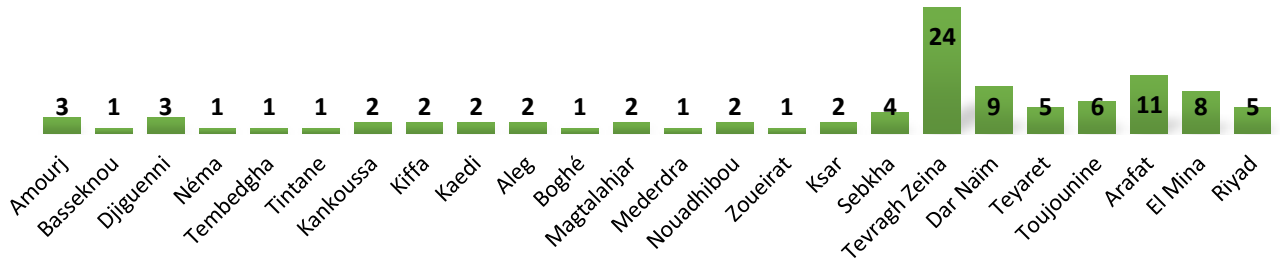 24
3 1 3 1 1 1 2 2 2 2 1 2 1 2 1 2 4 9 5 6 11 8 5
Amourj
Basseknou
Djiguenni
Néma
Tembedgha
Tintane
Kankoussa
Kiffa
Kaedi
Aleg
Boghé
Magtalahjar
Mederdra
Nouadhibou
Zoueirat
Ksar
Sebkha
Tevragh Zeina
Dar Naïm
Teyaret
Toujounine
Arafat
El Mina
Riyad